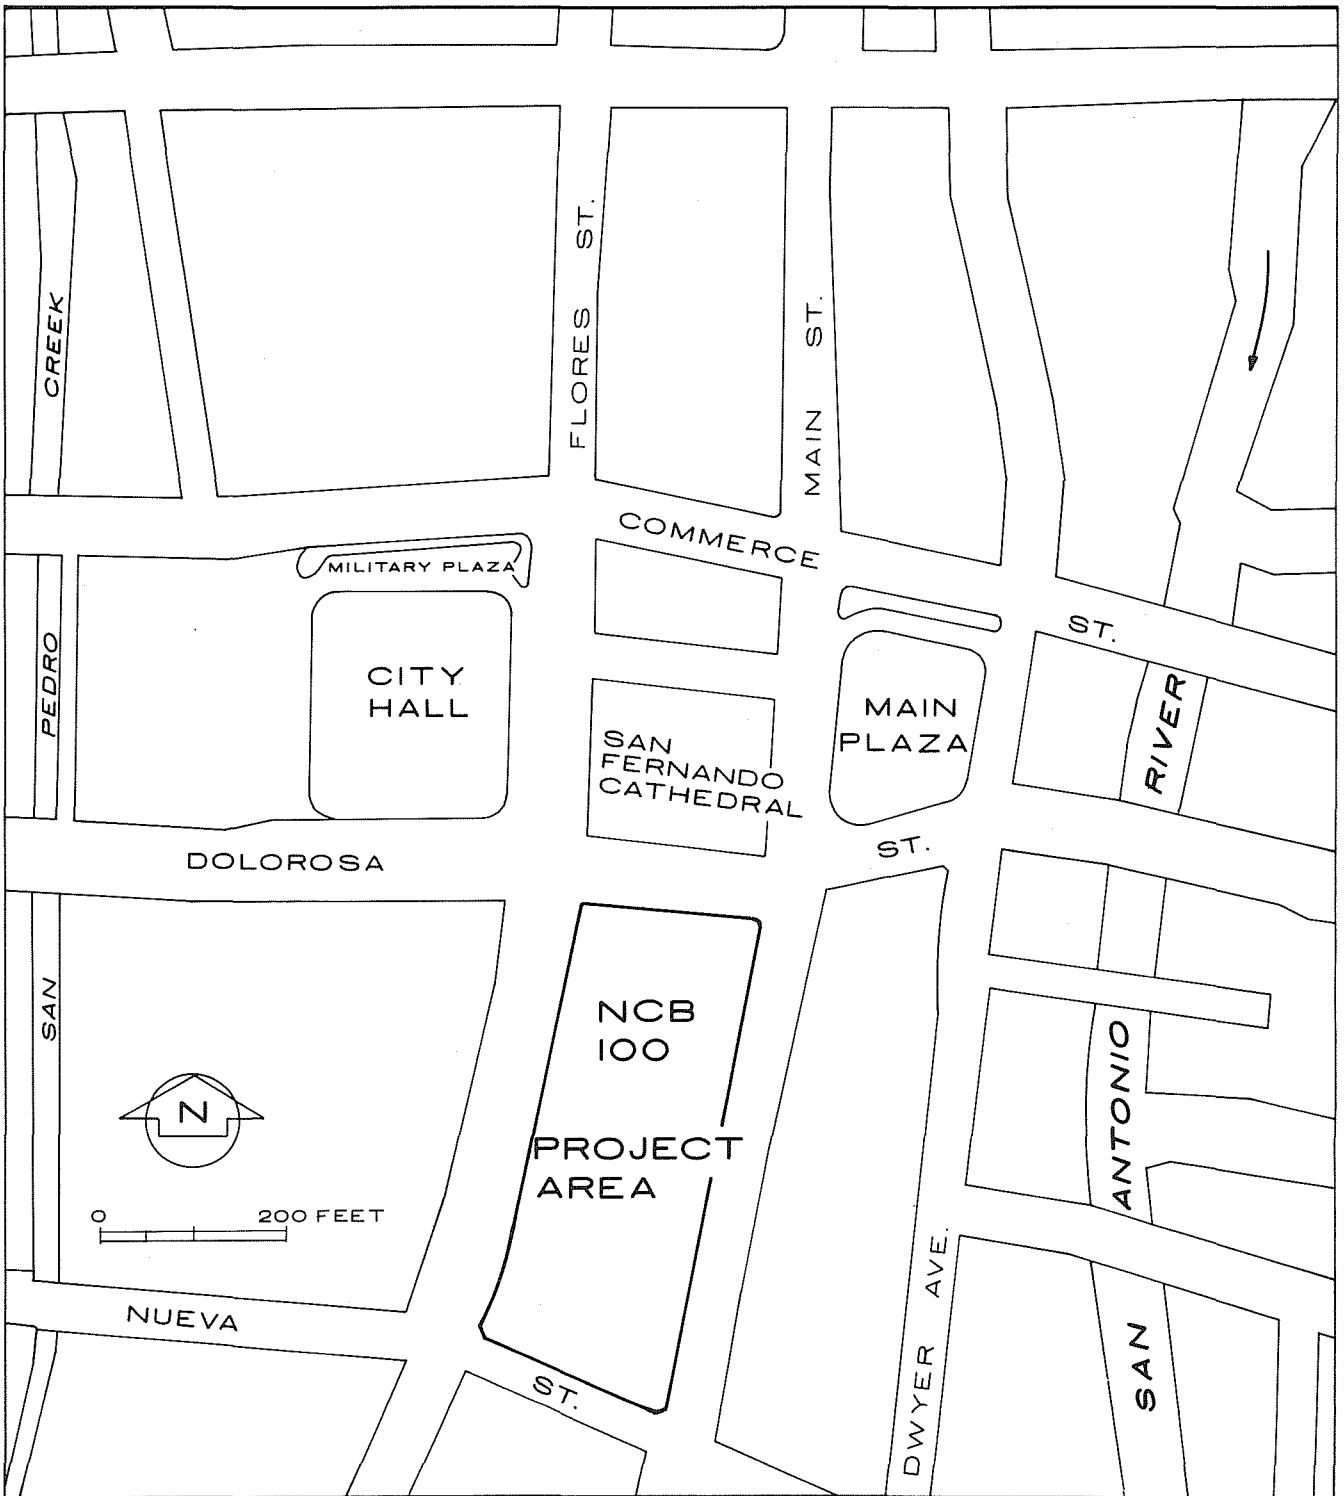 FLORES ST.
MAIN ST.
CREEK
COMMERCE
ST.
MILITARY PLAZA
CITY
HALL
PEDRO
SAN
FERNANDO
CATHEDRAL
MAIN
PLAZA
RIVER
DOLOROSA
ST.
SAN
NCB
100
PROJECT
AREA
N
0 200 FEET
ANTONIO
NUEVA
ST.
DWYER AVE.
SAN